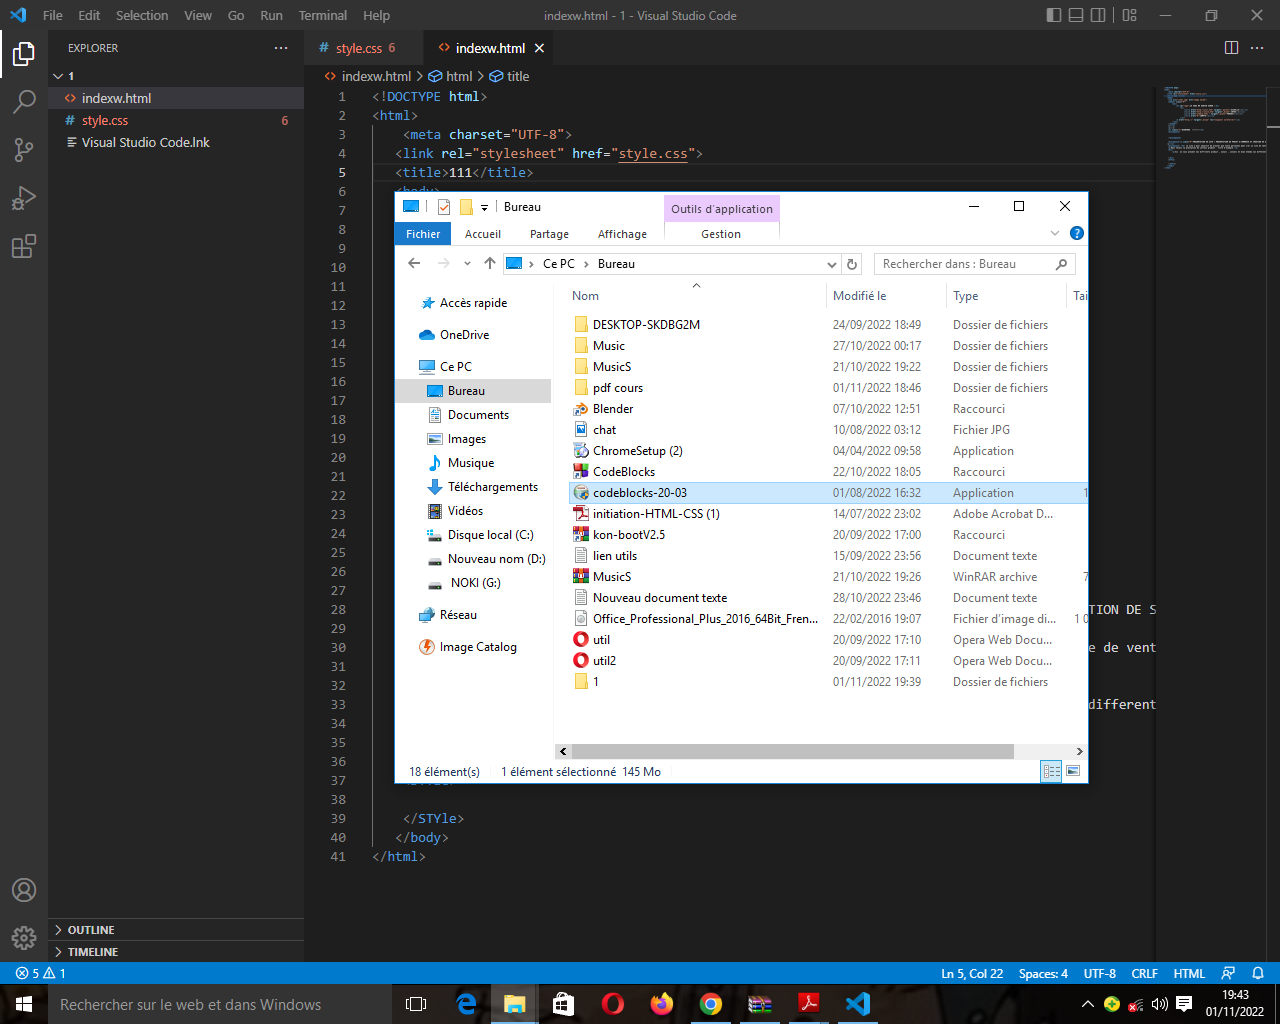 File Edit Selection View Go Run Terminal Help
indexw.html - 1 - Visual Studio Code
EXPLORER
1
indexw.html
style.css 6
Visual Studio Code.lnk
OUTLINE
TIMELINE
# style.css 6
indexw.html
indexw.html > html > title
1 <!DOCTYPE html>
2 <html>
3 <meta charset="UTF-8">
4 <link rel="stylesheet" href="style.css">
5 <title>111</title>
6 <body>
7
8
9
10
11
12
13
14
15
16
17
18
19
20
21
22
23
24
25
26
27
28 TION DE S
29
30 e de vent
31
32
33 different
34
35
36
37
38
39 </STYle>
40 </body>
41 </html>
Bureau
Outils d'application
Fichier Accueil Partage Affichage Gestion
Ce PC > Bureau
Rechercher dans : Bureau
Accès rapide
OneDrive
Ce PC
Bureau
Documents
Images
Musique
Téléchargements
Vidéos
Disque local (C:)
Nouveau nom (D:)
NOKI (G:)
Réseau
Image Catalog
Nom Modifié le Type Tai
DESKTOP-SKDBG2M 24/09/2022 18:49 Dossier de fichiers
Music 27/10/2022 00:17 Dossier de fichiers
MusicS 21/10/2022 19:22 Dossier de fichiers
pdf cours 01/11/2022 18:46 Dossier de fichiers
Blender 07/10/2022 12:51 Raccourci
chat 10/08/2022 03:12 Fichier JPG
ChromeSetup (2) 04/04/2022 09:58 Application
CodeBlocks 22/10/2022 18:05 Raccourci
codeblocks-20-03 01/08/2022 16:32 Application 1
initiation-HTML-CSS (1) 14/07/2022 23:02 Adobe Acrobat D...
kon-bootV2.5 20/09/2022 17:00 Raccourci
lien utils 15/09/2022 23:56 Document texte
MusicS 21/10/2022 19:26 WinRAR archive 7
Nouveau document texte 28/10/2022 23:46 Document texte
Office_Professional_Plus_2016_64Bit_Fren... 22/02/2016 19:07 Fichier d'image di... 1 0
util 20/09/2022 17:10 Opera Web Docu...
util2 20/09/2022 17:11 Opera Web Docu...
1 01/11/2022 19:39 Dossier de fichiers
18 élément(s) 1 élément sélectionné 145 Mo
5 1
Ln 5, Col 22 Spaces: 4 UTF-8 CRLF HTML
Rechercher sur le web et dans Windows
19:43
01/11/2022